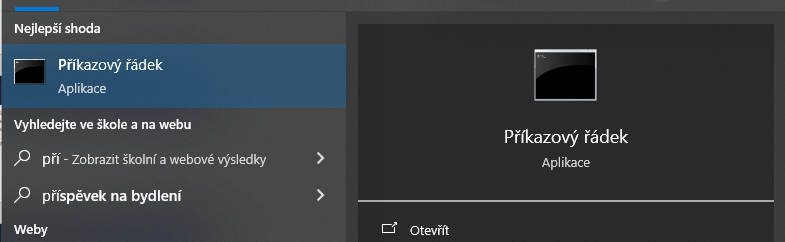 Nejlepší shoda
Příkazový řádek
Aplikace
Vyhledejte ve škole a na webu
pří - Zobrazit školní a webové výsledky
příspěvek na bydlení
Weby
Příkazový řádek
Aplikace
Otevřít